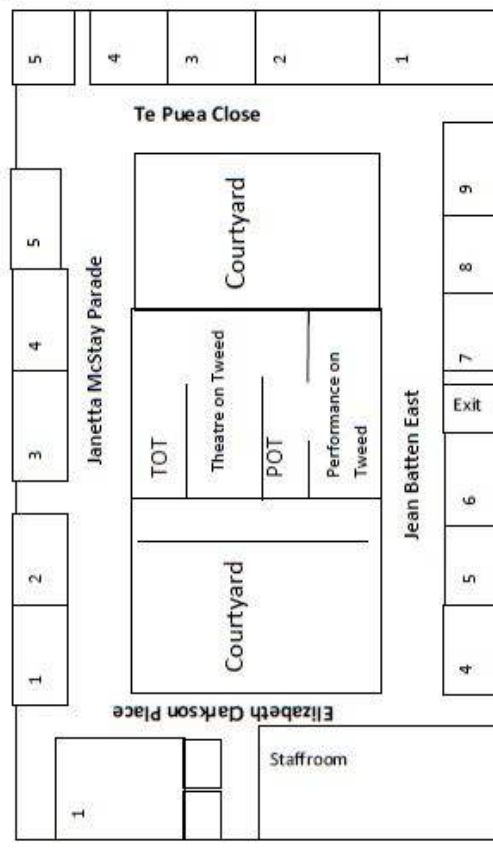 5
4
3
2
1
Te Puea Close
5
4
3
2
1
Janetta McStay Parade
Courtyard
TOT
Theatre on Tweed
POT
Performance on
Tweed
Courtyard
Jean Batten East
9
8
7
Exit
6
5
4
Elizabeth Clarkson Place
1
Staffroom